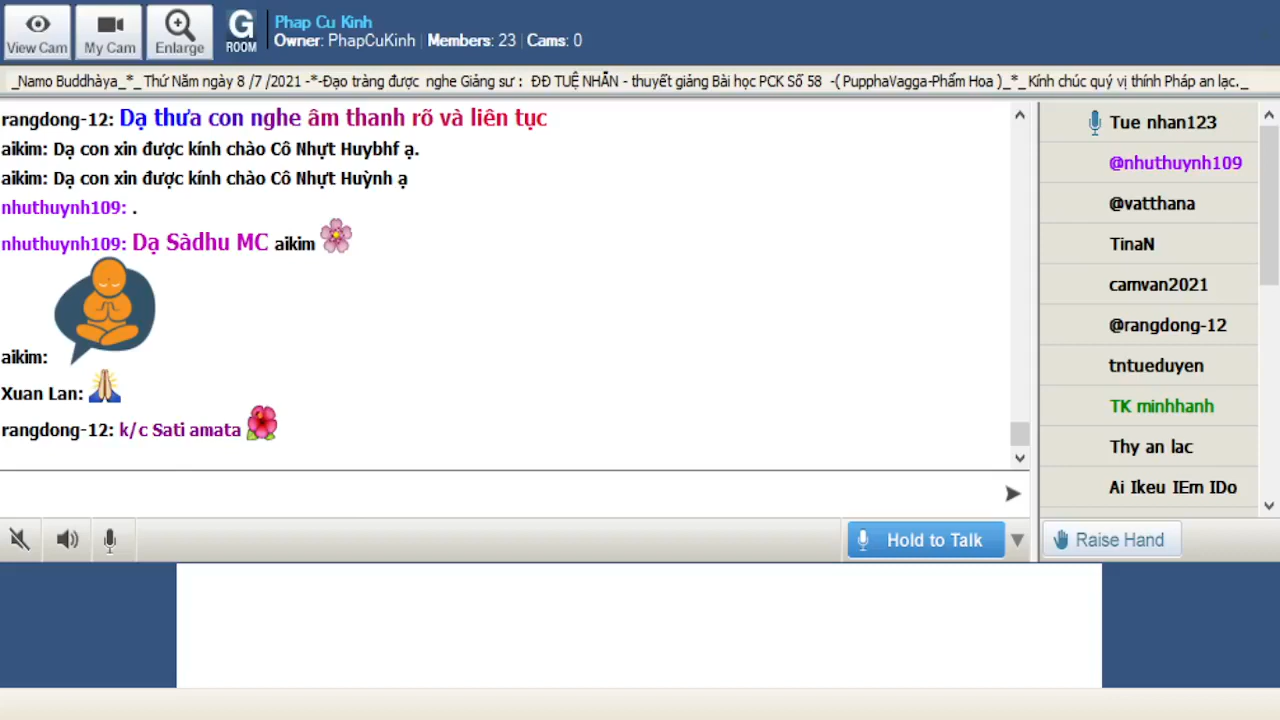 View Cam
My Cam
Enlarge
G
ROOM
Phap Cu Kinh
Owner: PhapCuKinh | Members: 23 | Cams: 0
_Namo Buddhàya_*_ Thứ Năm ngày 8 /7 /2021 -*-Đạo tràng được nghe Giảng sư : ĐĐ TUỆ NHẪN - thuyết giảng Bài học PCK Số 58 -( PupphaVagga-Phẩm Hoa )_*_Kính chúc quý vị thính Pháp an lạc._
rangdong-12: Dạ thưa con nghe âm thanh rõ và liên tục
aikim: Dạ con xin được kính chào Cô Nhựt Huybhf ạ.
aikim: Dạ con xin được kính chào Cô Nhựt Huỳnh ạ
nhuthuynh109: .
nhuthuynh109: Dạ Sàdhu MC aikim
aikim:
Xuan Lan:
rangdong-12: k/c Sati amata
Tue nhan123
@nhuthuynh109
@vatthana
TinaN
camvan2021
@rangdong-12
tntueduyen
TK minhhanh
Thy an lac
Ai Ikeu IEm IDo
Hold to Talk
Raise Hand